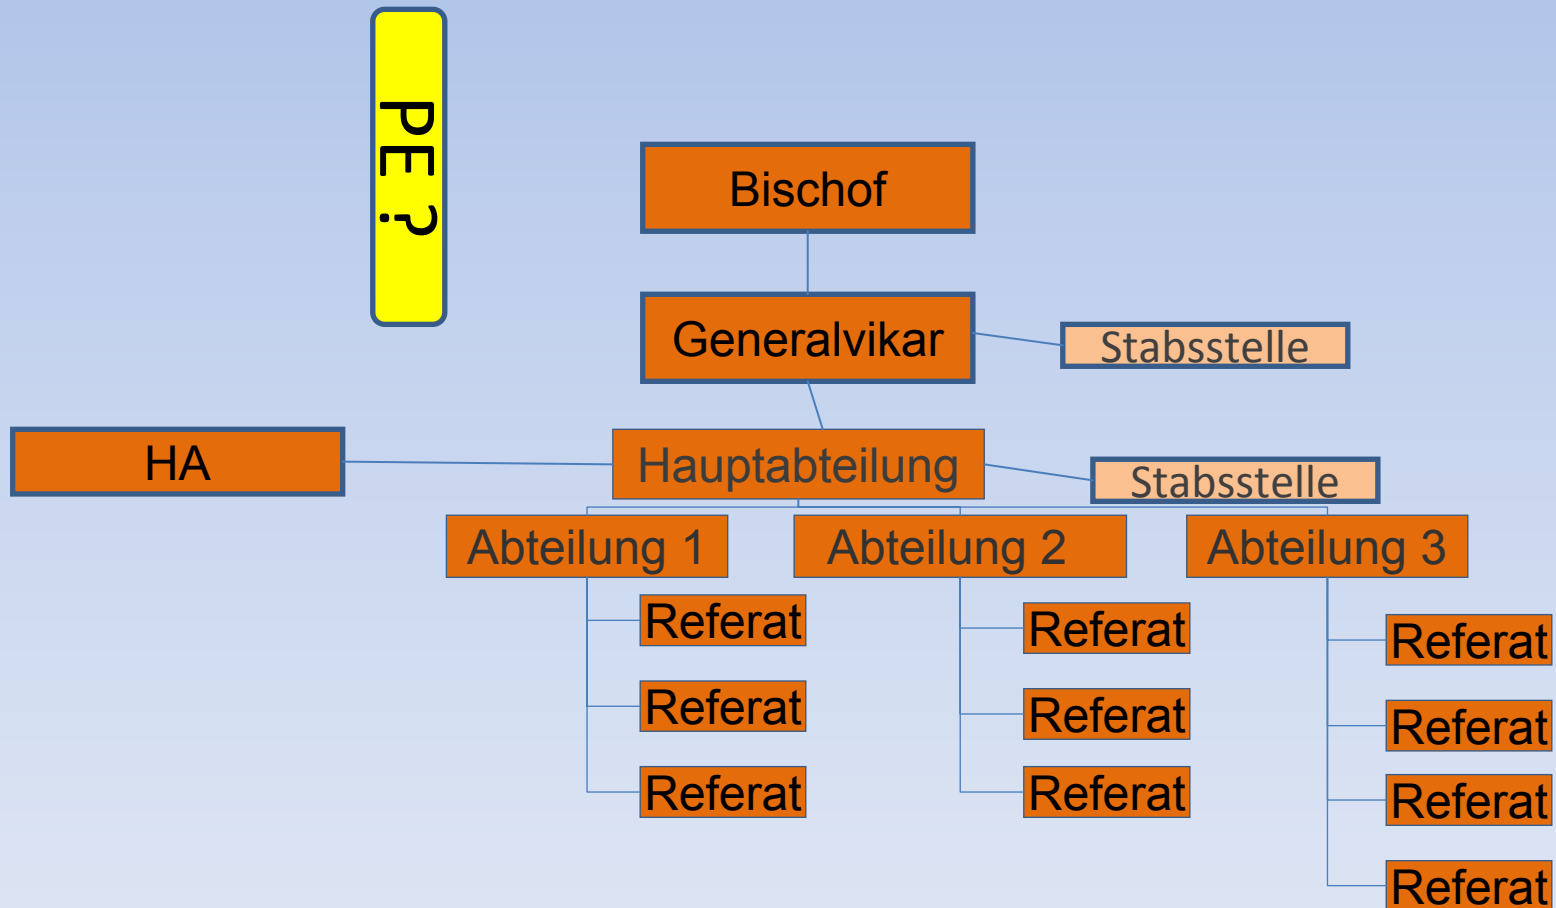 PE ?
Bischof
Generalvikar
Stabsstelle
HA
Hauptabteilung
Stabsstelle
Abteilung 1
Abteilung 2
Abteilung 3
Referat
Referat
Referat
Referat
Referat
Referat
Referat
Referat
Referat
Referat